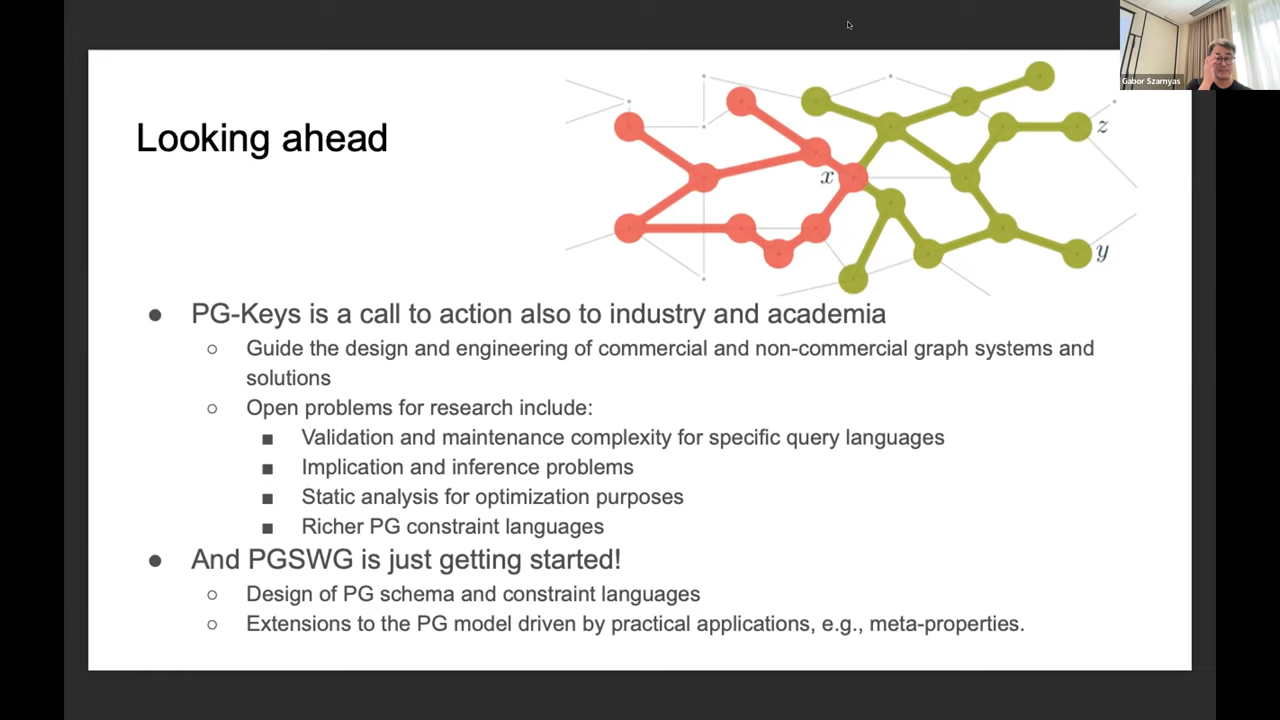 Gabor Szarnyas
Looking ahead
x
z
y
● PG-Keys is a call to action also to industry and academia
○ Guide the design and engineering of commercial and non-commercial graph systems and
solutions
○ Open problems for research include:
■ Validation and maintenance complexity for specific query languages
■ Implication and inference problems
■ Static analysis for optimization purposes
■ Richer PG constraint languages
● And PGSWG is just getting started!
○ Design of PG schema and constraint languages
○ Extensions to the PG model driven by practical applications, e.g., meta-properties.